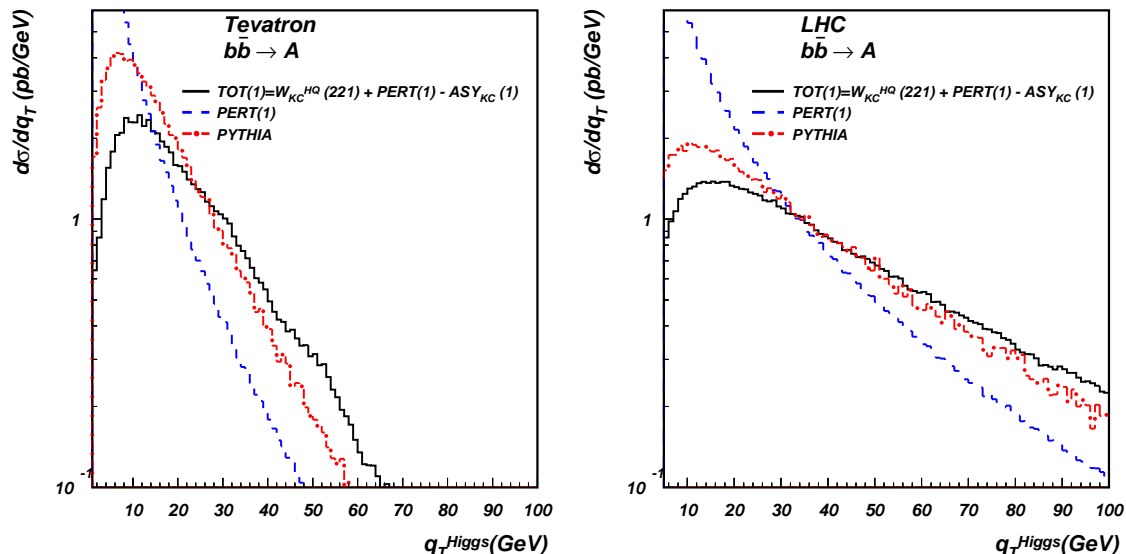 Tevatron
bb̄ → A
TOT(1)=W_KC^HQ (221) + PERT(1) - ASY_KC (1)
PERT(1)
PYTHIA
dσ/dq_T (pb/GeV)
1
10^-1
10 20 30 40 50 60 70 80 90 100
q_T^Higgs(GeV)
LHC
bb̄ → A
TOT(1)=W_KC^HQ (221) + PERT(1) - ASY_KC (1)
PERT(1)
PYTHIA
dσ/dq_T (pb/GeV)
1
10^-1
10 20 30 40 50 60 70 80 90 100
q_T^Higgs(GeV)